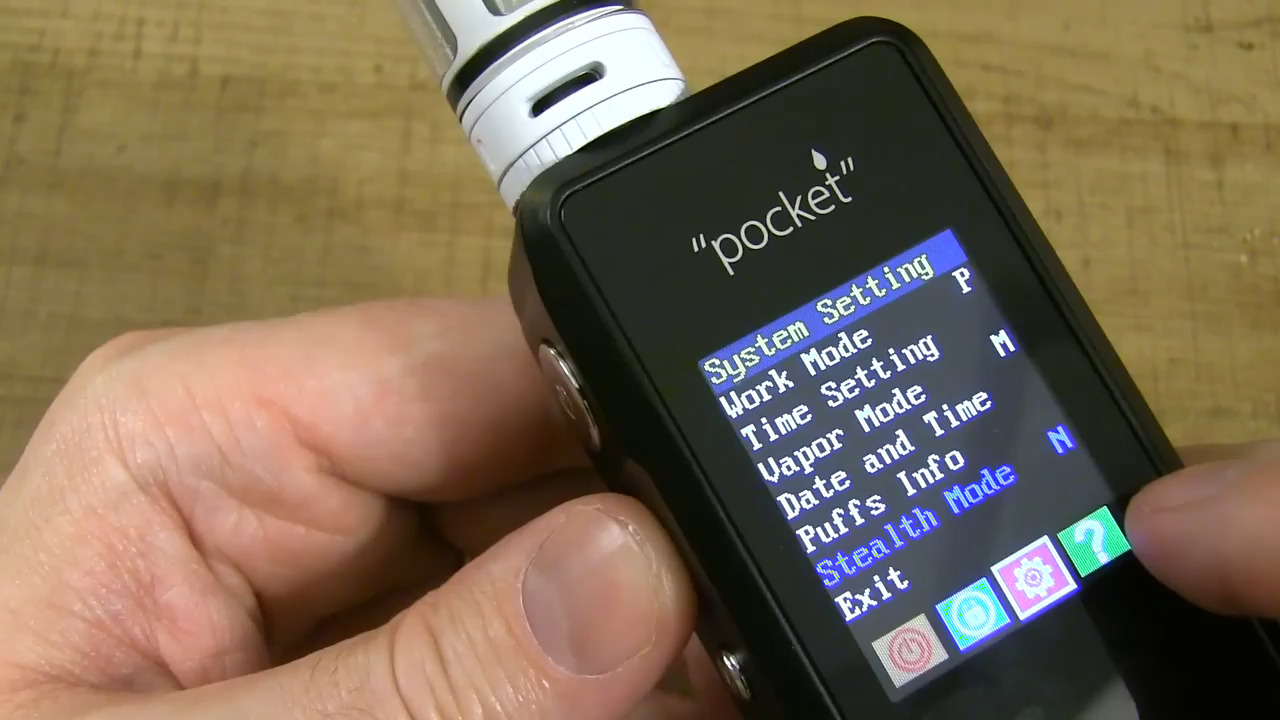 "pocket"
System Setting
Work Mode P
Time Setting
Vapor Mode M
Date and Time
Puffs Info
Stealth Mode N
Exit
?